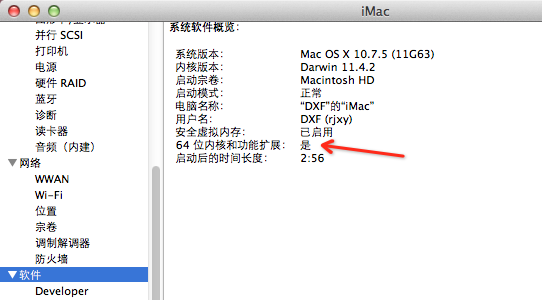 iMac
图形卡/显示器
并行 SCSI
打印机
电源
硬件 RAID
蓝牙
诊断
读卡器
音频（内建）
网络
WWAN
Wi-Fi
位置
宗卷
调制解调器
防火墙
软件
Developer
系统软件概览：
系统版本： Mac OS X 10.7.5 (11G63)
内核版本： Darwin 11.4.2
启动宗卷： Macintosh HD
启动模式： 正常
电脑名称： “DXF”的“iMac”
用户名： DXF (rjxy)
安全虚拟内存： 已启用
64 位内核和功能扩展： 是
启动后的时间长度： 2:56